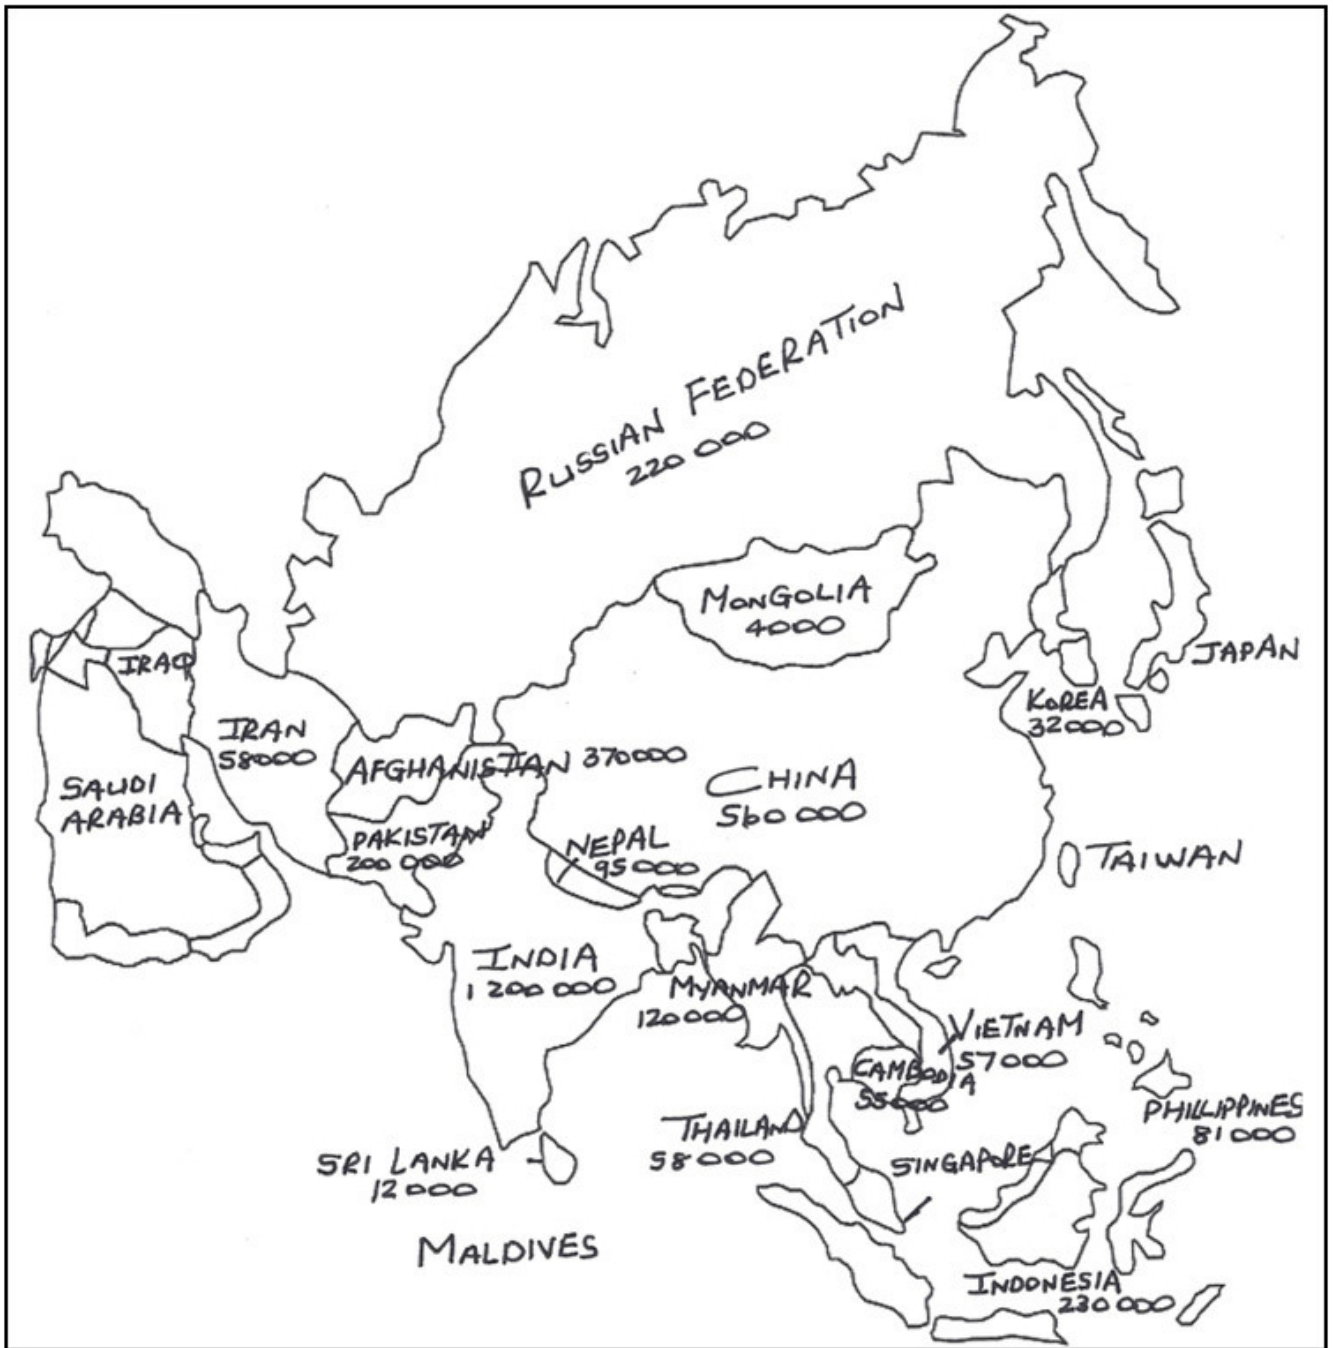 RUSSIAN FEDERATION
220 000
MONGOLIA
4000
IRAQ
JAPAN
KOREA
32000
IRAN
58000
AFGHANISTAN 370000
SAUDI
ARABIA
CHINA
560 000
PAKISTAN
200 000
NEPAL
95000
TAIWAN
INDIA
1 200 000
MYANMAR
120000
VIETNAM
57000
CAMBODIA
55000
PHILLIPPINES
81000
THAILAND
58000
SRI LANKA
12000
SINGAPORE
MALDIVES
INDONESIA
230 000